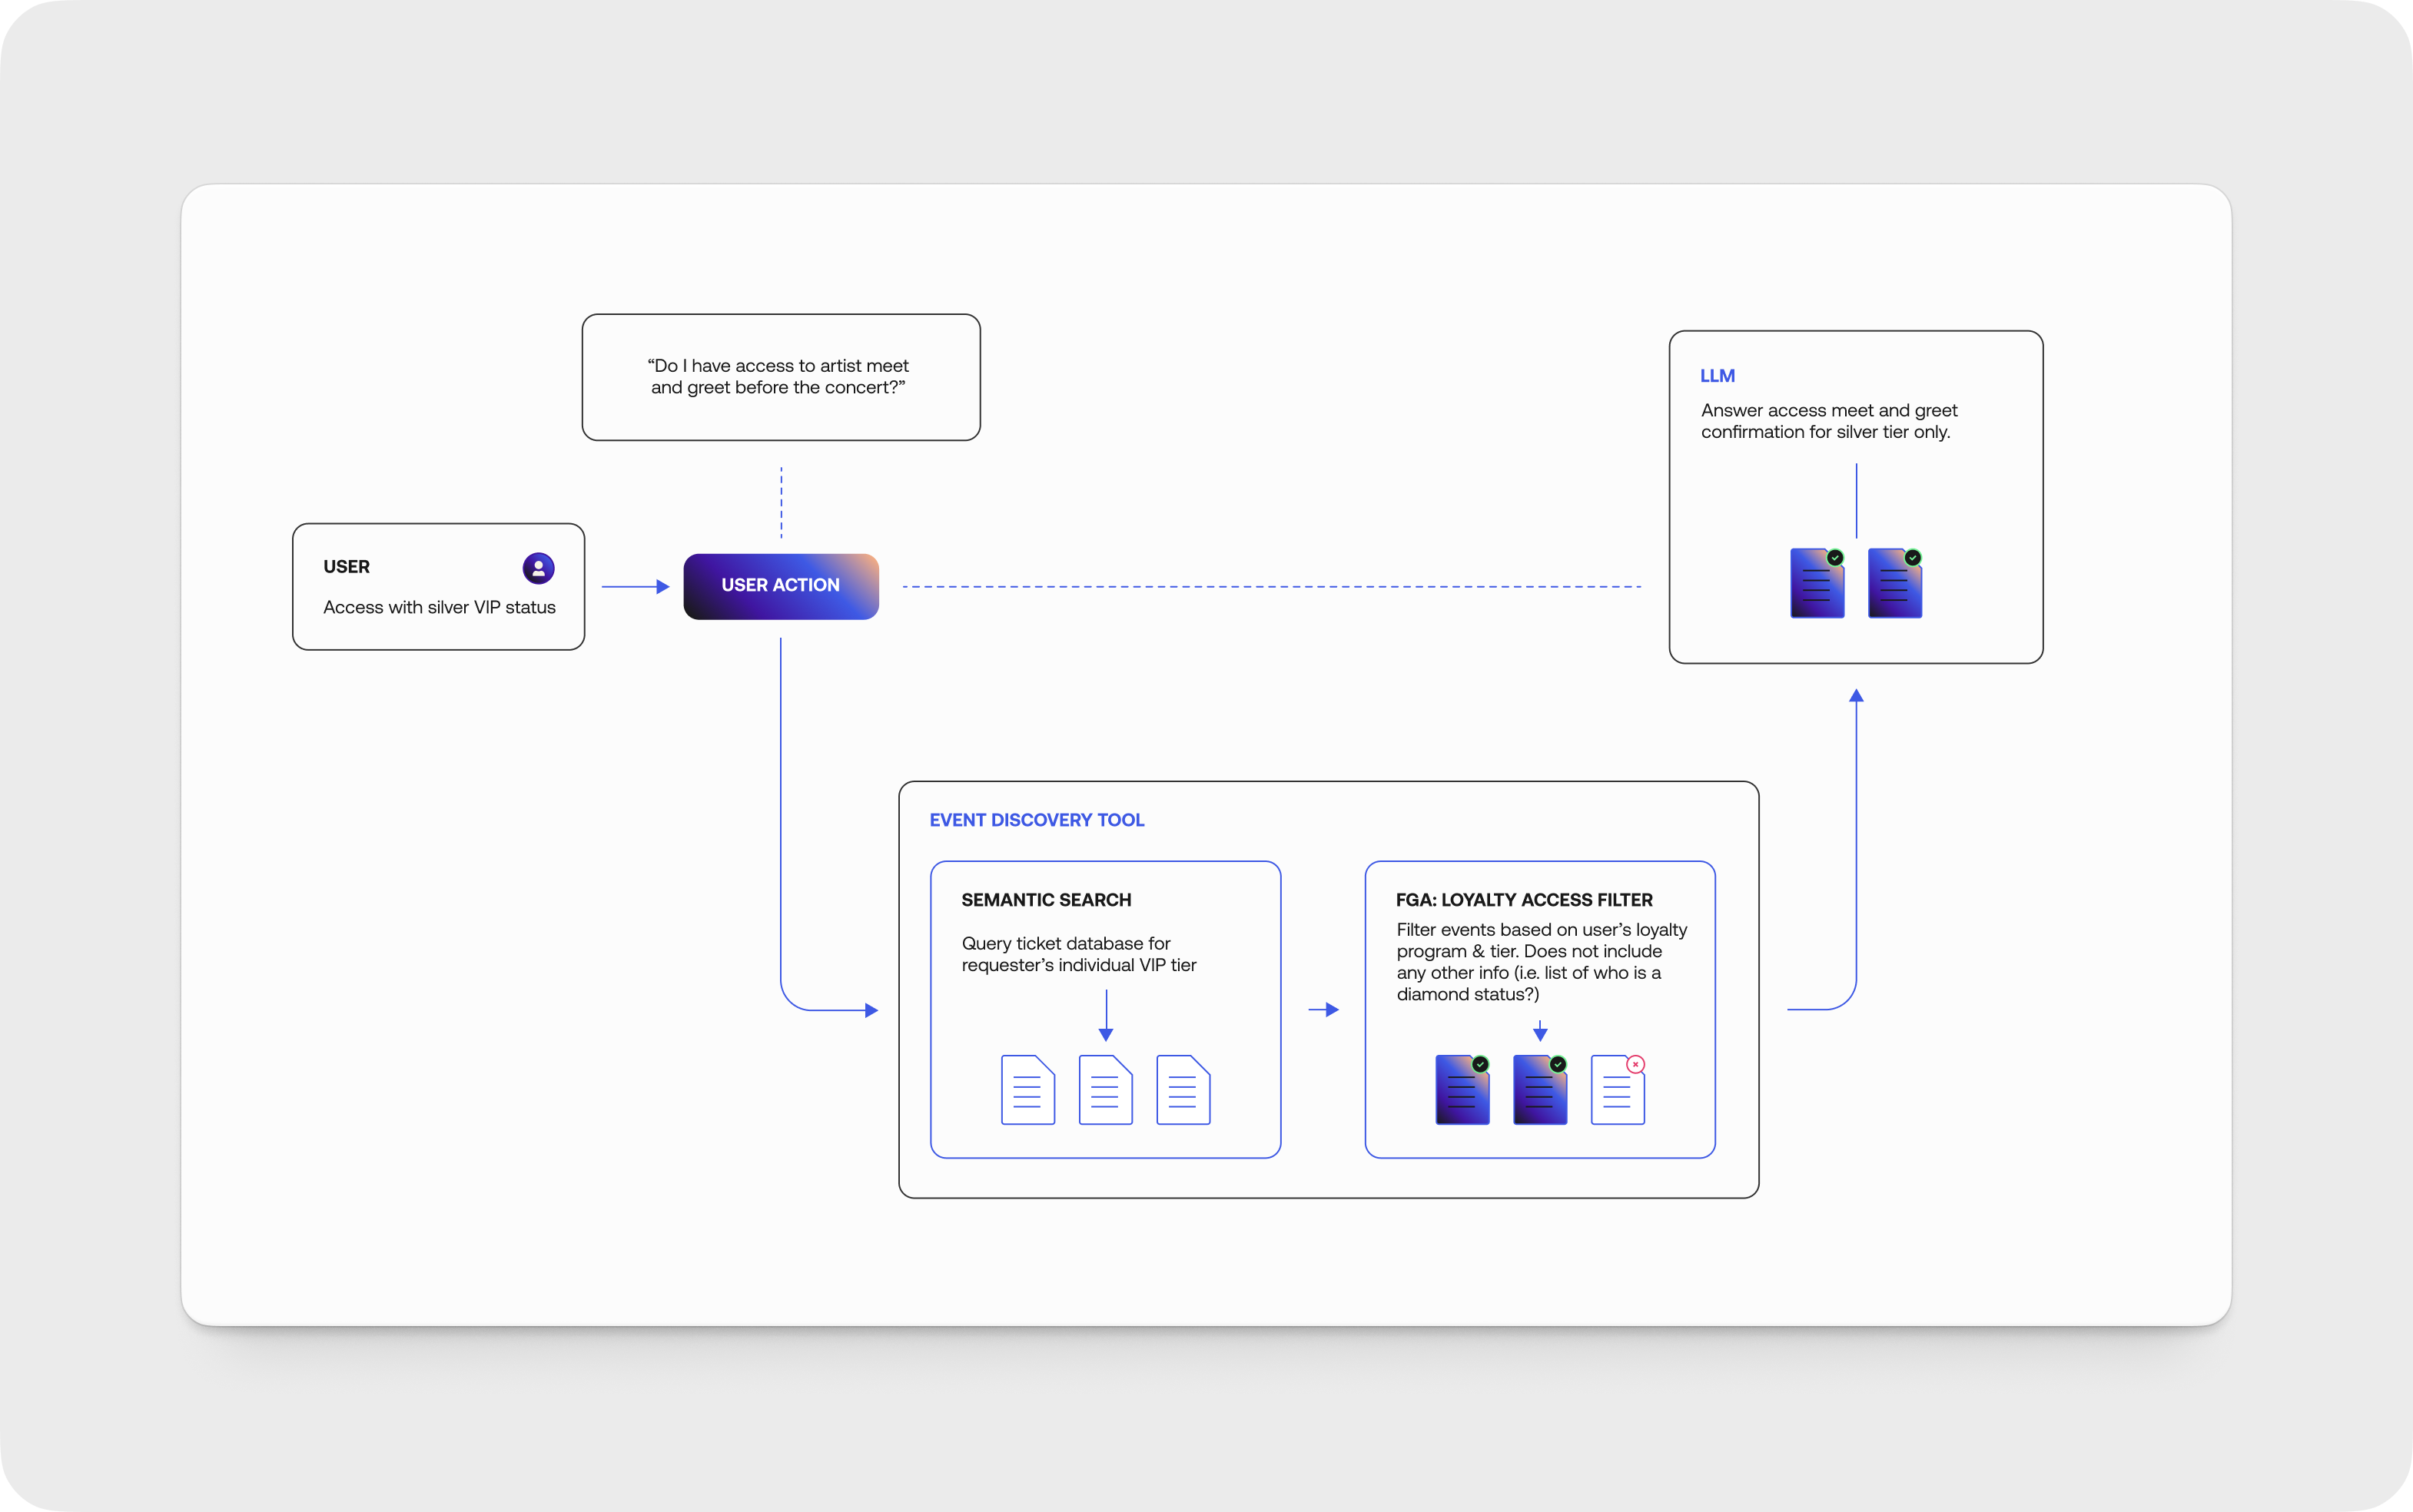 “Do I have access to artist meet
and greet before the concert?”
USER
Access with silver VIP status
USER ACTION
LLM
Answer access meet and greet
confirmation for silver tier only.
EVENT DISCOVERY TOOL
SEMANTIC SEARCH
Query ticket database for
requester’s individual VIP tier
FGA: LOYALTY ACCESS FILTER
Filter events based on user’s loyalty
program & tier. Does not include
any other info (i.e. list of who is a
diamond status?)